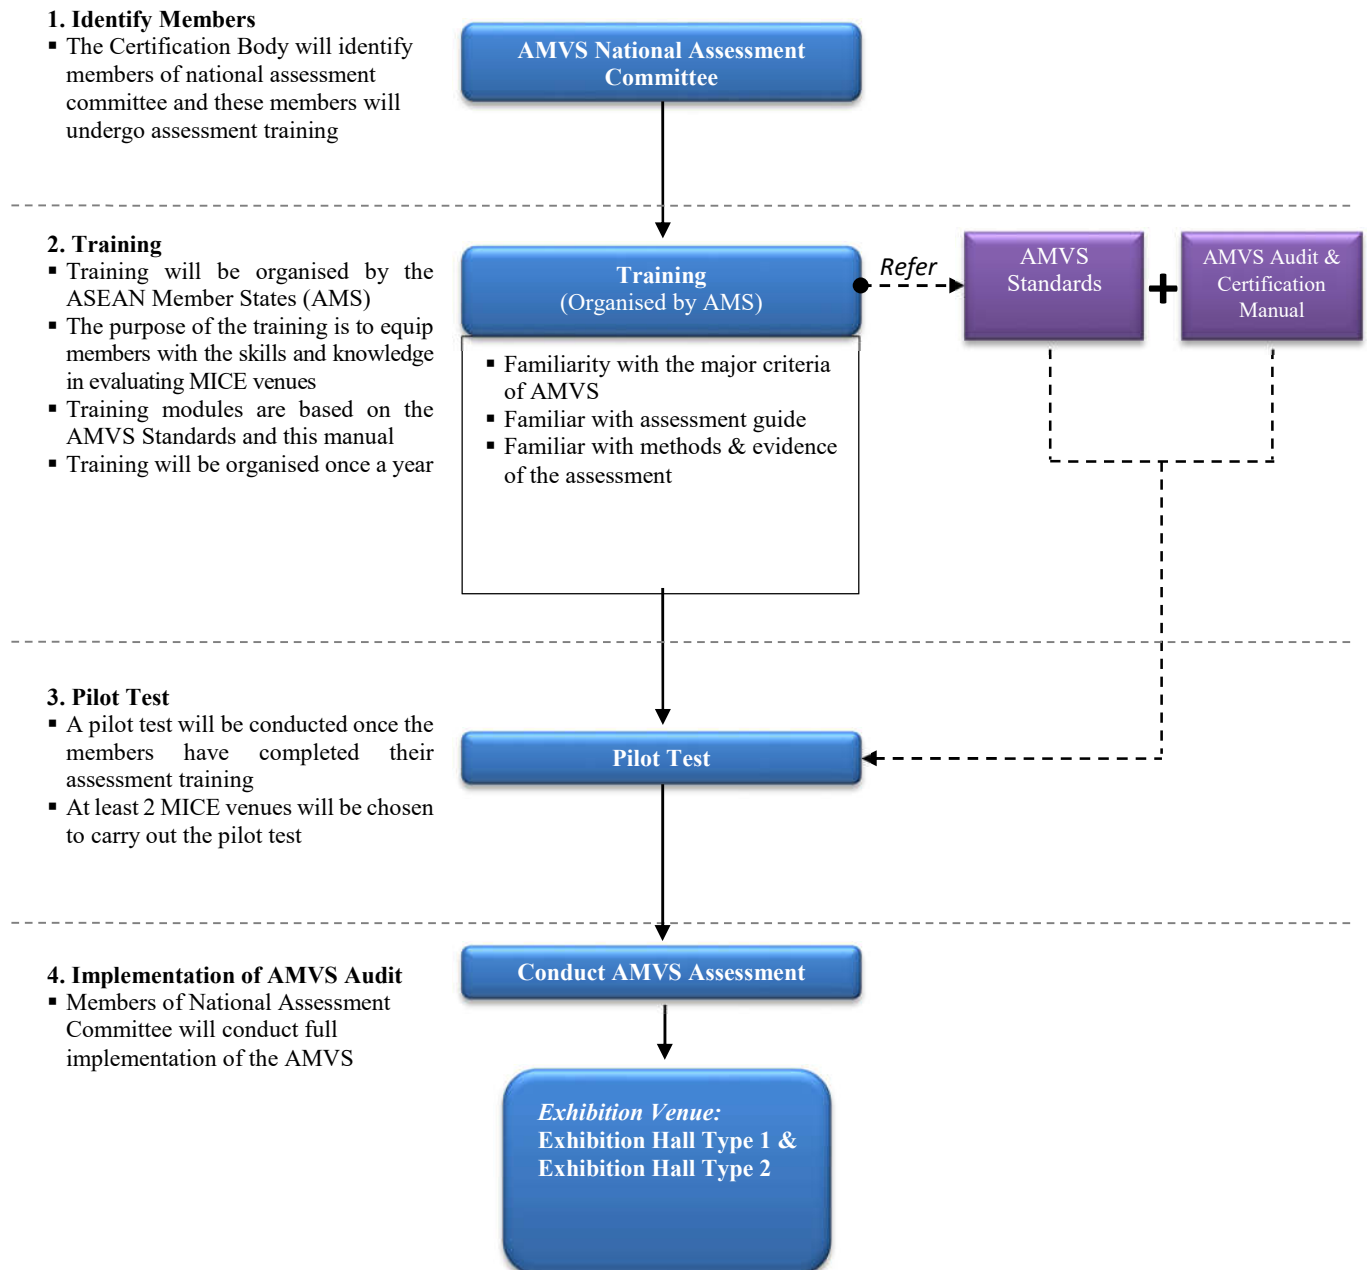 1. Identify Members
▪ The Certification Body will identify
members of national assessment
committee and these members will
undergo assessment training
AMVS National Assessment
Committee
2. Training
▪ Training will be organised by the
ASEAN Member States (AMS)
▪ The purpose of the training is to equip
members with the skills and knowledge
in evaluating MICE venues
▪ Training modules are based on the
AMVS Standards and this manual
▪ Training will be organised once a year
Training
(Organised by AMS)
▪ Familiarity with the major criteria
of AMVS
▪ Familiar with assessment guide
▪ Familiar with methods & evidence
of the assessment
Refer
AMVS
Standards
+
AMVS Audit &
Certification
Manual
3. Pilot Test
▪ A pilot test will be conducted once the
members have completed their
assessment training
▪ At least 2 MICE venues will be chosen
to carry out the pilot test
Pilot Test
4. Implementation of AMVS Audit
▪ Members of National Assessment
Committee will conduct full
implementation of the AMVS
Conduct AMVS Assessment
Exhibition Venue:
Exhibition Hall Type 1 &
Exhibition Hall Type 2